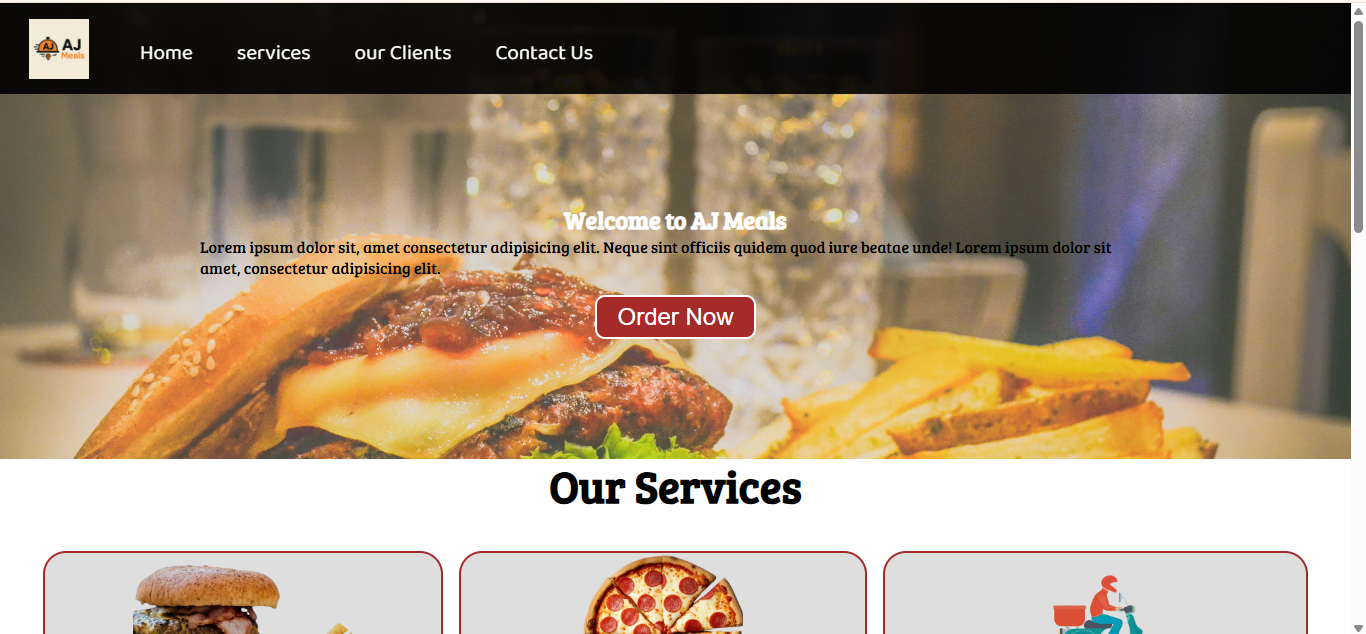 AJ
Meals
Home services our Clients Contact Us
Welcome to AJ Meals
Lorem ipsum dolor sit, amet consectetur adipisicing elit. Neque sint officiis quidem quod iure beatae unde! Lorem ipsum dolor sit
amet, consectetur adipisicing elit.
Order Now
Our Services